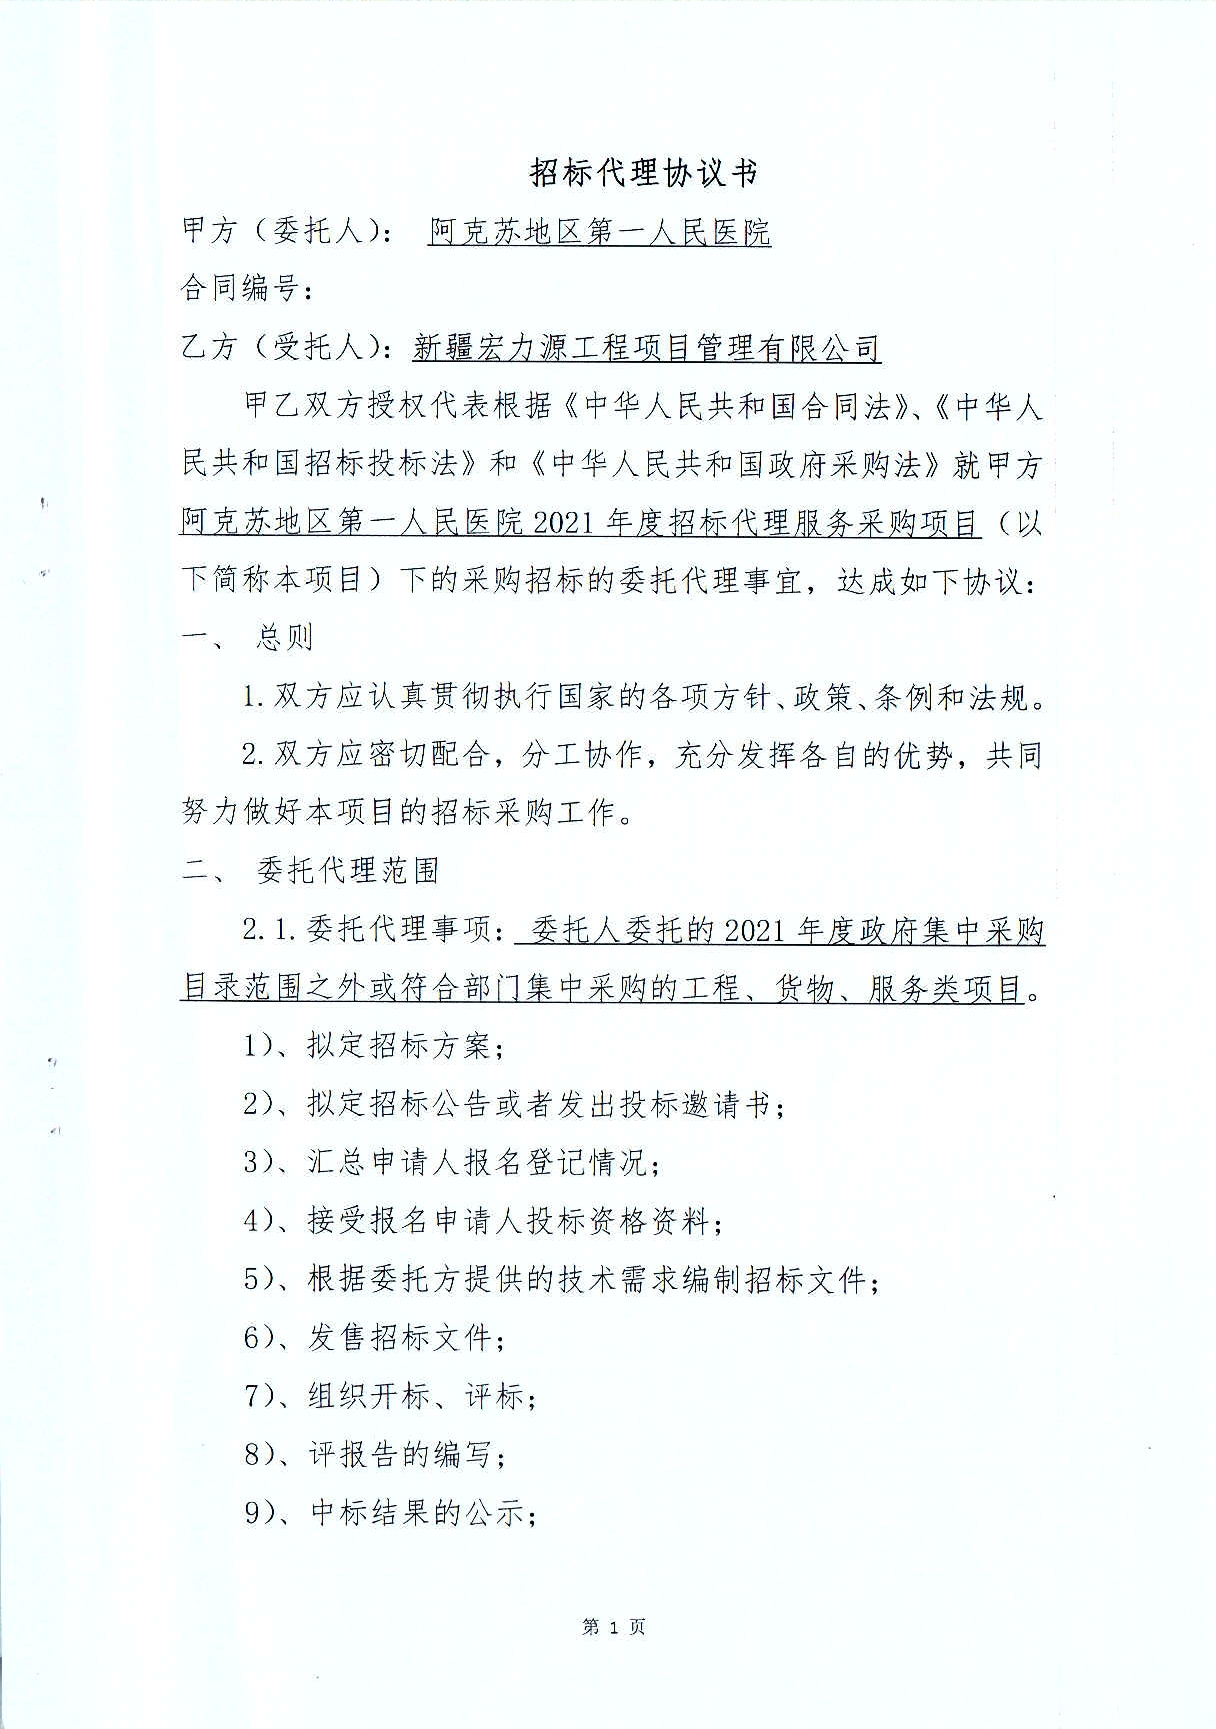 招标代理协议书
甲方（委托人）： 阿克苏地区第一人民医院
合同编号：
乙方（受托人）：新疆宏力源工程项目管理有限公司
甲乙双方授权代表根据《中华人民共和国合同法》、《中华人
民共和国招标投标法》和《中华人民共和国政府采购法》就甲方
阿克苏地区第一人民医院 2021 年度招标代理服务采购项目（以
下简称本项目）下的采购招标的委托代理事宜，达成如下协议：
一、 总则
1.双方应认真贯彻执行国家的各项方针、政策、条例和法规。
2.双方应密切配合，分工协作，充分发挥各自的优势，共同
努力做好本项目的招标采购工作。
二、 委托代理范围
2.1.委托代理事项： 委托人委托的 2021 年度政府集中采购
目录范围之外或符合部门集中采购的工程、货物、服务类项目。
1）、拟定招标方案；
2）、拟定招标公告或者发出投标邀请书；
3）、汇总申请人报名登记情况；
4）、接受报名申请人投标资格资料；
5）、根据委托方提供的技术需求编制招标文件；
6）、发售招标文件；
7）、组织开标、评标；
8）、评报告的编写；
9）、中标结果的公示；
第 1 页